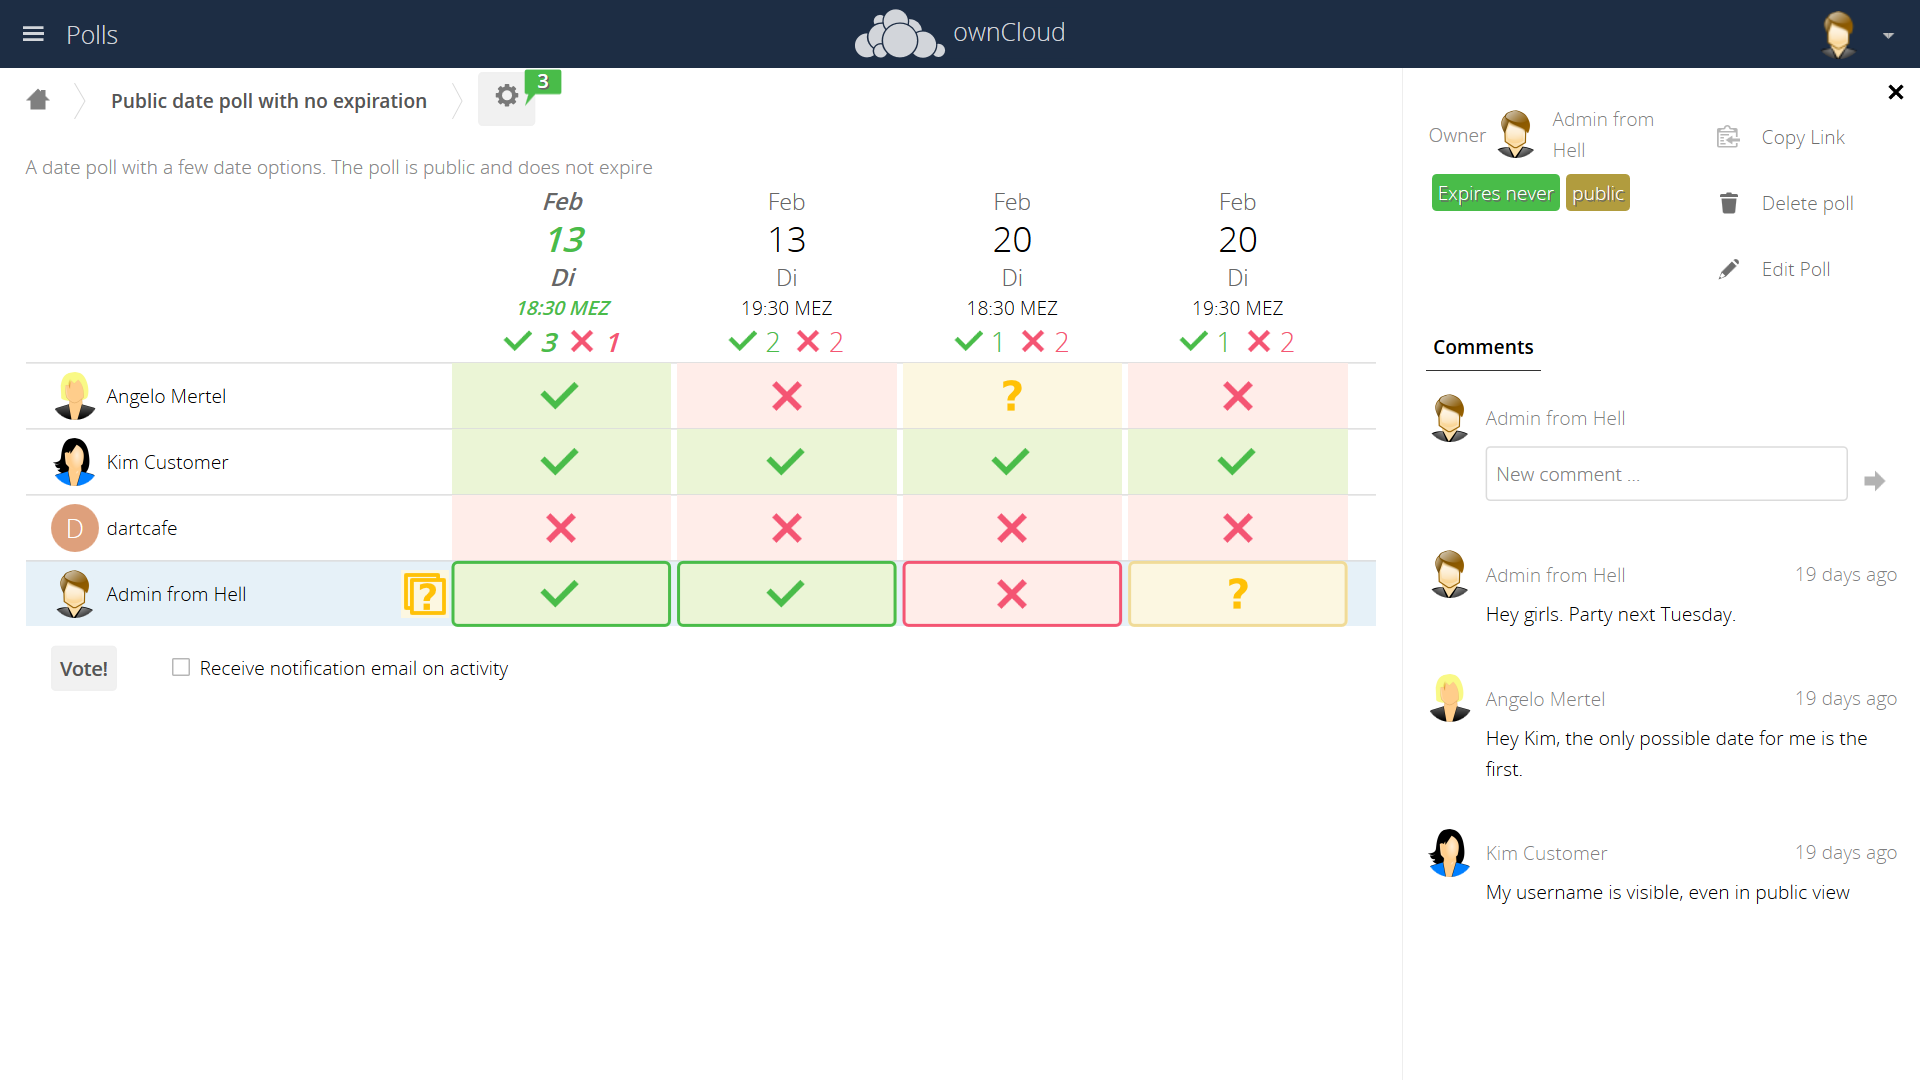 Polls
ownCloud
Public date poll with no expiration
3
A date poll with a few date options. The poll is public and does not expire
Feb Feb Feb Feb
13 13 20 20
Di Di Di Di
18:30 MEZ 19:30 MEZ 18:30 MEZ 19:30 MEZ
3 1 2 2 1 2 1 2
Angelo Mertel ?
Kim Customer
D dartcafe
Admin from Hell ? ?
Vote! Receive notification email on activity
Owner
Admin from
Hell
Expires never public
Copy Link
Delete poll
Edit Poll
Comments
Admin from Hell
New comment ...
Admin from Hell 19 days ago
Hey girls. Party next Tuesday.
Angelo Mertel 19 days ago
Hey Kim, the only possible date for me is the
first.
Kim Customer 19 days ago
My username is visible, even in public view